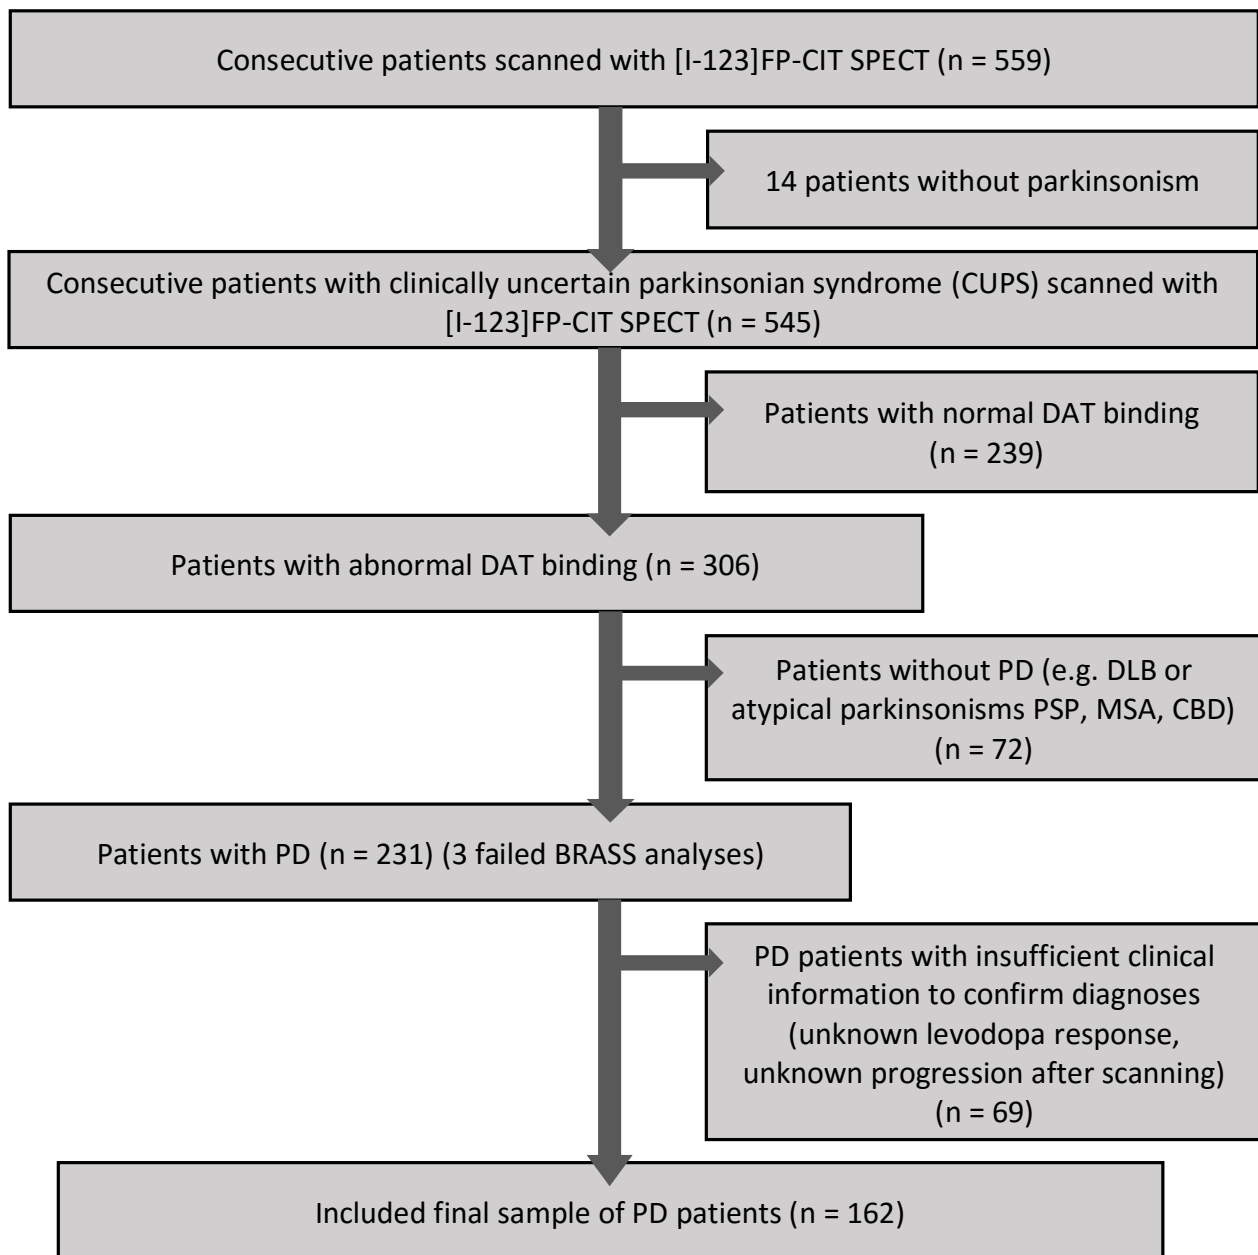 Consecutive patients scanned with [I-123]FP-CIT SPECT (n = 559)
14 patients without parkinsonism
Consecutive patients with clinically uncertain parkinsonian syndrome (CUPS) scanned with
[I-123]FP-CIT SPECT (n = 545)
Patients with normal DAT binding
(n = 239)
Patients with abnormal DAT binding (n = 306)
Patients without PD (e.g. DLB or
atypical parkinsonisms PSP, MSA, CBD)
(n = 72)
Patients with PD (n = 231) (3 failed BRASS analyses)
PD patients with insufficient clinical
information to confirm diagnoses
(unknown levodopa response,
unknown progression after scanning)
(n = 69)
Included final sample of PD patients (n = 162)